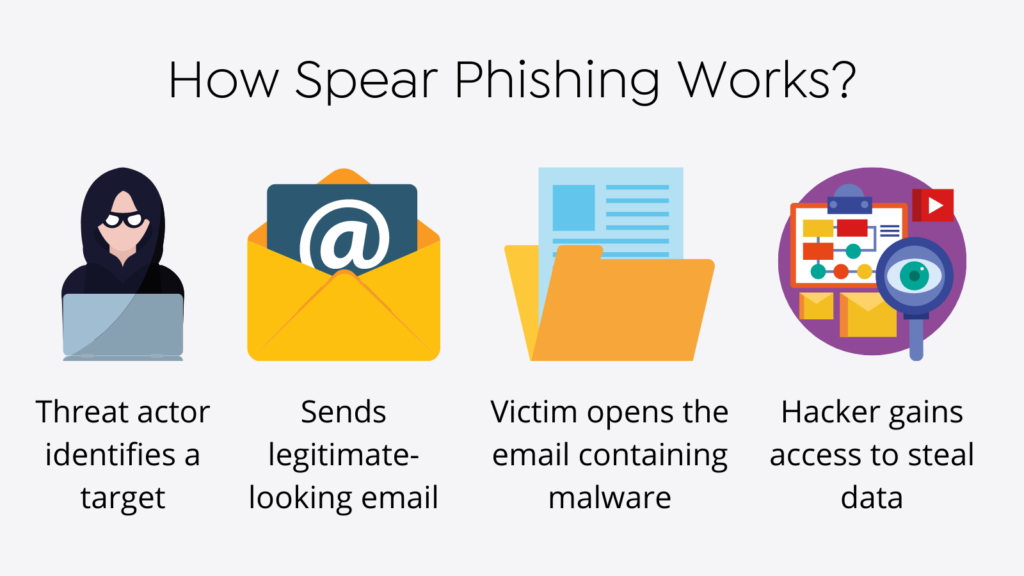 How Spear Phishing Works?
Threat actor
identifies a
target
Sends
legitimate-
looking email
Victim opens the
email containing
malware
Hacker gains
access to steal
data